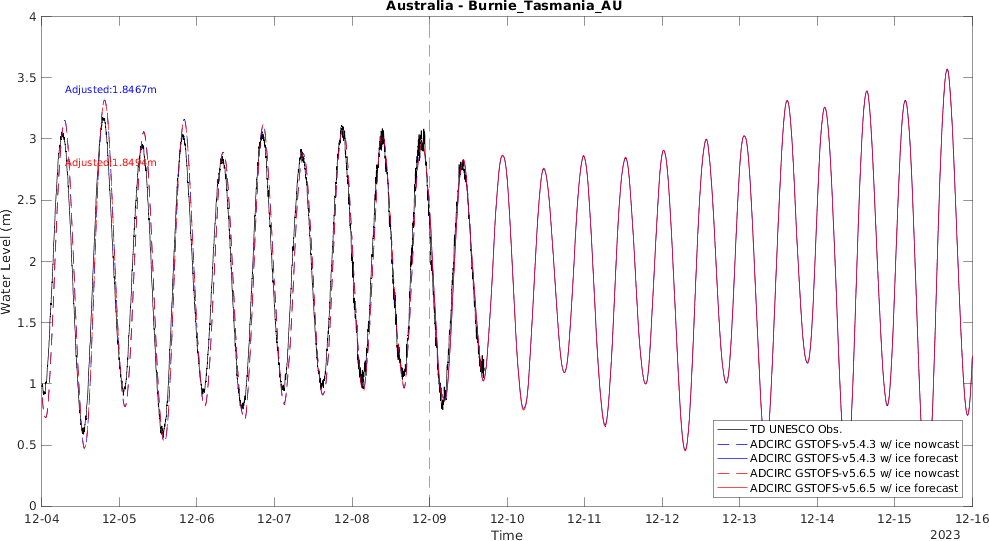 Australia - Burnie_Tasmania_AU
4
3.5
3
2.5
2
1.5
1
0.5
0
Water Level (m)
Adjusted:1.8467m
Adjusted:1.8494m
TD UNESCO Obs.
ADCIRC GSTOFS-v5.4.3 w/ ice nowcast
ADCIRC GSTOFS-v5.4.3 w/ ice forecast
ADCIRC GSTOFS-v5.6.5 w/ ice nowcast
ADCIRC GSTOFS-v5.6.5 w/ ice forecast
12-04 12-05 12-06 12-07 12-08 12-09 12-10 12-11 12-12 12-13 12-14 12-15 12-16
Time
2023